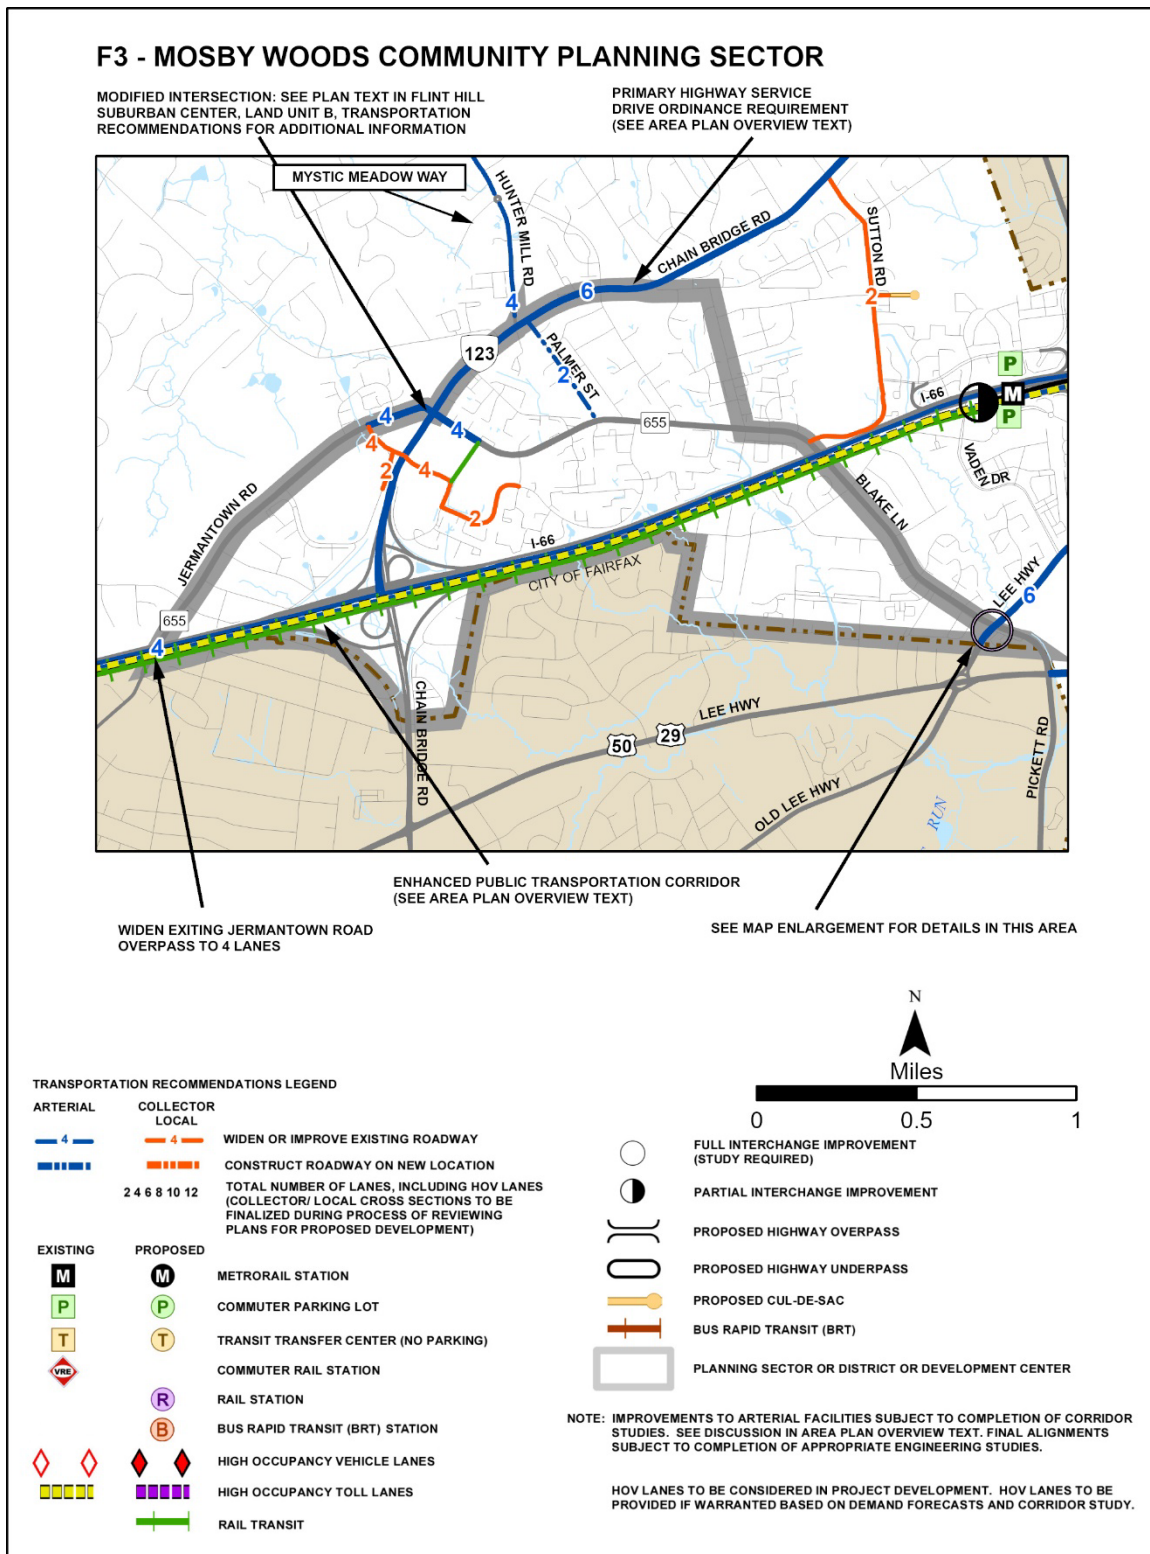 F3 - MOSBY WOODS COMMUNITY PLANNING SECTOR
MODIFIED INTERSECTION: SEE PLAN TEXT IN FLINT HILL
SUBURBAN CENTER, LAND UNIT B, TRANSPORTATION
RECOMMENDATIONS FOR ADDITIONAL INFORMATION
PRIMARY HIGHWAY SERVICE
DRIVE ORDINANCE REQUIREMENT
(SEE AREA PLAN OVERVIEW TEXT)
MYSTIC MEADOW WAY
HUNTER MILL RD
CHAIN BRIDGE RD
SUTTON RD
4
6
2
123
PALMER ST
2
P
M
P
I-66
4
4
655
4
4
2
2
VADEN DR
BLAKE LN
JERMANTOWN RD
I-66
CITY OF FAIRFAX
LEE HWY
6
655
4
CHAIN BRIDGE RD
LEE HWY
50
29
PICKETT RD
OLD LEE HWY
RUN
ENHANCED PUBLIC TRANSPORTATION CORRIDOR
(SEE AREA PLAN OVERVIEW TEXT)
WIDEN EXITING JERMANTOWN ROAD
OVERPASS TO 4 LANES
SEE MAP ENLARGEMENT FOR DETAILS IN THIS AREA
N
Miles
0 0.5 1
TRANSPORTATION RECOMMENDATIONS LEGEND
ARTERIAL COLLECTOR
LOCAL
4 4 WIDEN OR IMPROVE EXISTING ROADWAY
CONSTRUCT ROADWAY ON NEW LOCATION
2 4 6 8 10 12 TOTAL NUMBER OF LANES, INCLUDING HOV LANES
(COLLECTOR/ LOCAL CROSS SECTIONS TO BE
FINALIZED DURING PROCESS OF REVIEWING
PLANS FOR PROPOSED DEVELOPMENT)
EXISTING PROPOSED
M M METRORAIL STATION
P P COMMUTER PARKING LOT
T T TRANSIT TRANSFER CENTER (NO PARKING)
VRE COMMUTER RAIL STATION
R RAIL STATION
B BUS RAPID TRANSIT (BRT) STATION
HIGH OCCUPANCY VEHICLE LANES
HIGH OCCUPANCY TOLL LANES
RAIL TRANSIT
FULL INTERCHANGE IMPROVEMENT
(STUDY REQUIRED)
PARTIAL INTERCHANGE IMPROVEMENT
PROPOSED HIGHWAY OVERPASS
PROPOSED HIGHWAY UNDERPASS
PROPOSED CUL-DE-SAC
BUS RAPID TRANSIT (BRT)
PLANNING SECTOR OR DISTRICT OR DEVELOPMENT CENTER
NOTE: IMPROVEMENTS TO ARTERIAL FACILITIES SUBJECT TO COMPLETION OF CORRIDOR
STUDIES. SEE DISCUSSION IN AREA PLAN OVERVIEW TEXT. FINAL ALIGNMENTS
SUBJECT TO COMPLETION OF APPROPRIATE ENGINEERING STUDIES.
HOV LANES TO BE CONSIDERED IN PROJECT DEVELOPMENT. HOV LANES TO BE
PROVIDED IF WARRANTED BASED ON DEMAND FORECASTS AND CORRIDOR STUDY.